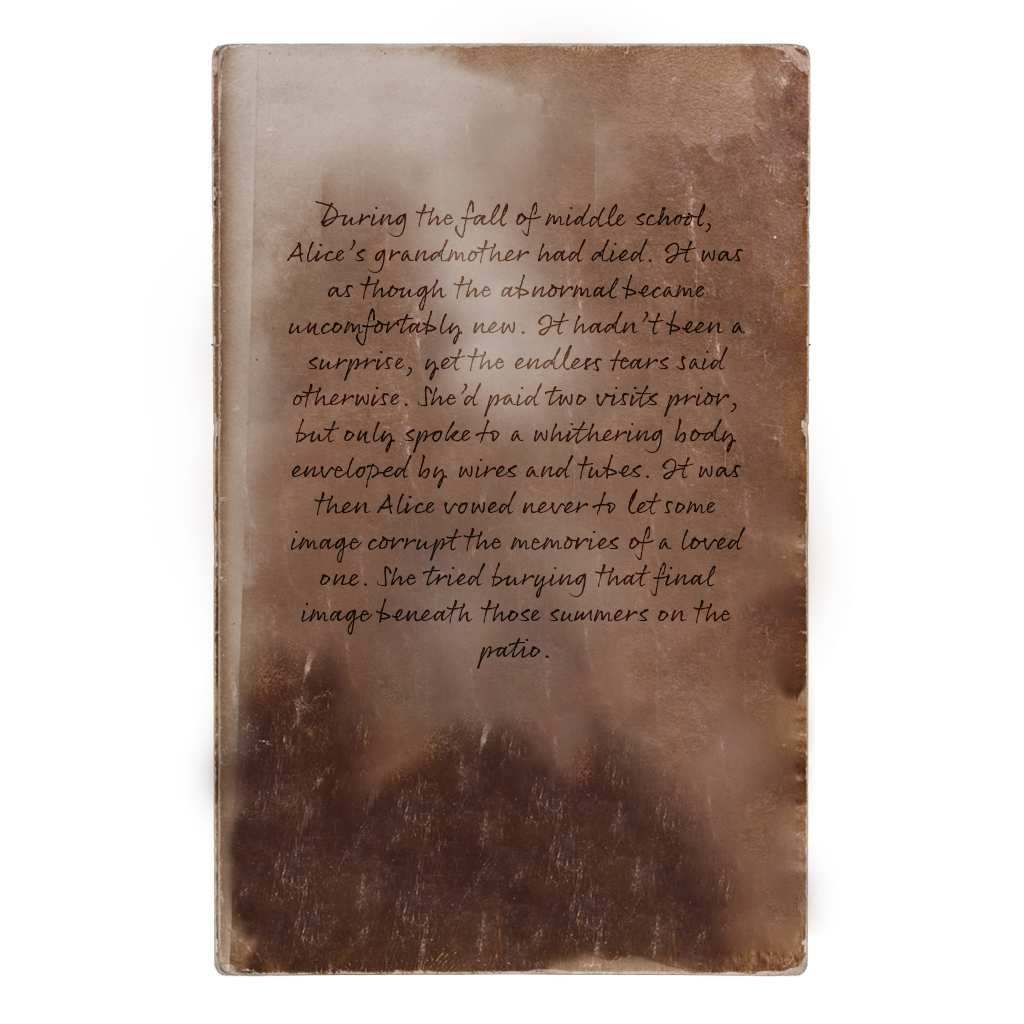 During the fall of middle school,
Alice's grandmother had died. It was
as though the abnormal became
uncomfortably new. It hadn't been a
surprise, yet the endless tears said
otherwise. She'd paid two visits prior,
but only spoke to a whithering body
enveloped by wires and tubes. It was
then Alice vowed never to let some
image corrupt the memories of a loved
one. She tried burying that final
image beneath those summers on the
patio.